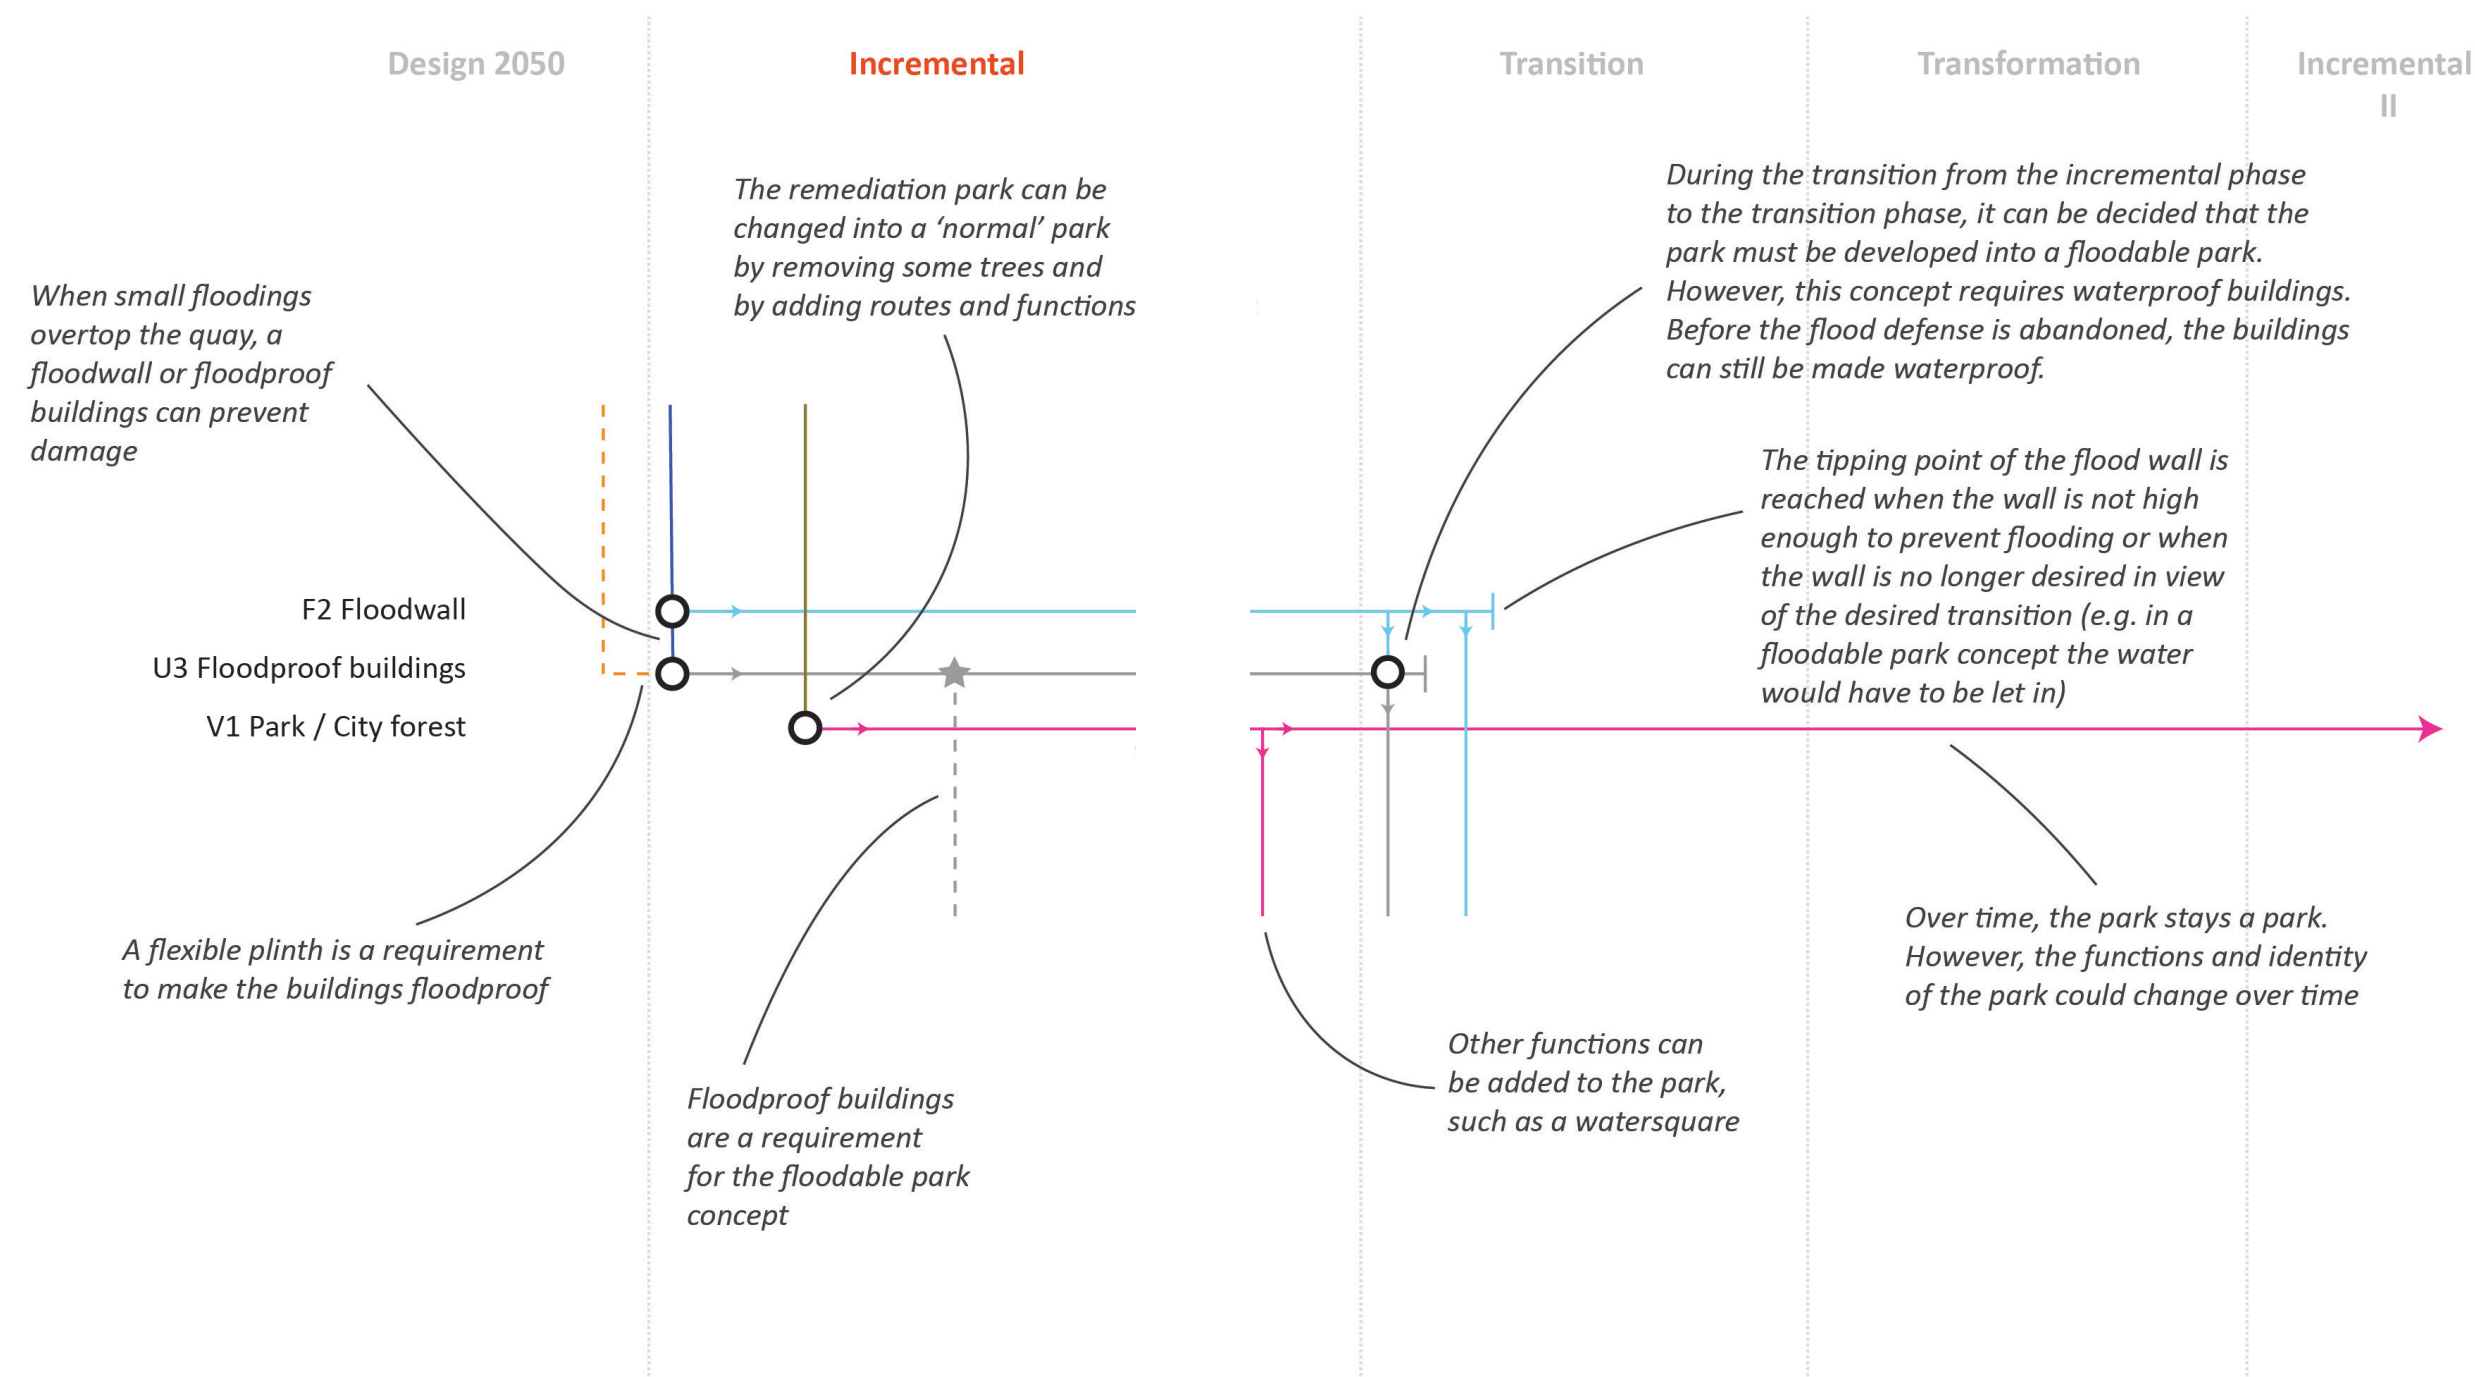 Design 2050
Incremental
Transition
Transformation
Incremental
II
When small floodings
overtop the quay, a
floodwall or floodproof
buildings can prevent
damage
The remediation park can be
changed into a ‘normal’ park
by removing some trees and
by adding routes and functions
During the transition from the incremental phase
to the transition phase, it can be decided that the
park must be developed into a floodable park.
However, this concept requires waterproof buildings.
Before the flood defense is abandoned, the buildings
can still be made waterproof.
The tipping point of the flood wall is
reached when the wall is not high
enough to prevent flooding or when
the wall is no longer desired in view
of the desired transition (e.g. in a
floodable park concept the water
would have to be let in)
F2 Floodwall
U3 Floodproof buildings
V1 Park / City forest
A flexible plinth is a requirement
to make the buildings floodproof
Floodproof buildings
are a requirement
for the floodable park
concept
Other functions can
be added to the park,
such as a watersquare
Over time, the park stays a park.
However, the functions and identity
of the park could change over time